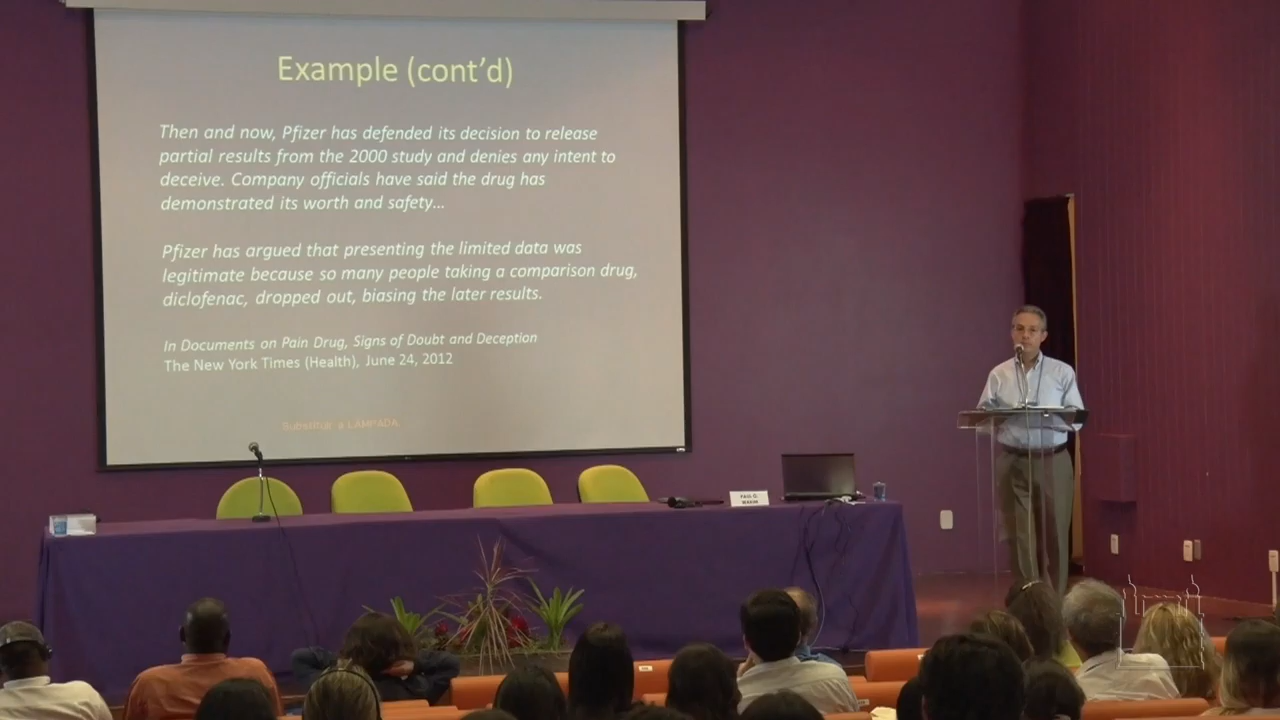 Example (cont'd)
Then and now, Pfizer has defended its decision to release
partial results from the 2000 study and denies any intent to
deceive. Company officials have said the drug has
demonstrated its worth and safety...
Pfizer has argued that presenting the limited data was
legitimate because so many people taking a comparison drug,
diclofenac, dropped out, biasing the later results.
In Documents on Pain Drug, Signs of Doubt and Deception
The New York Times (Health), June 24, 2012
Substituir a LAMPADA.